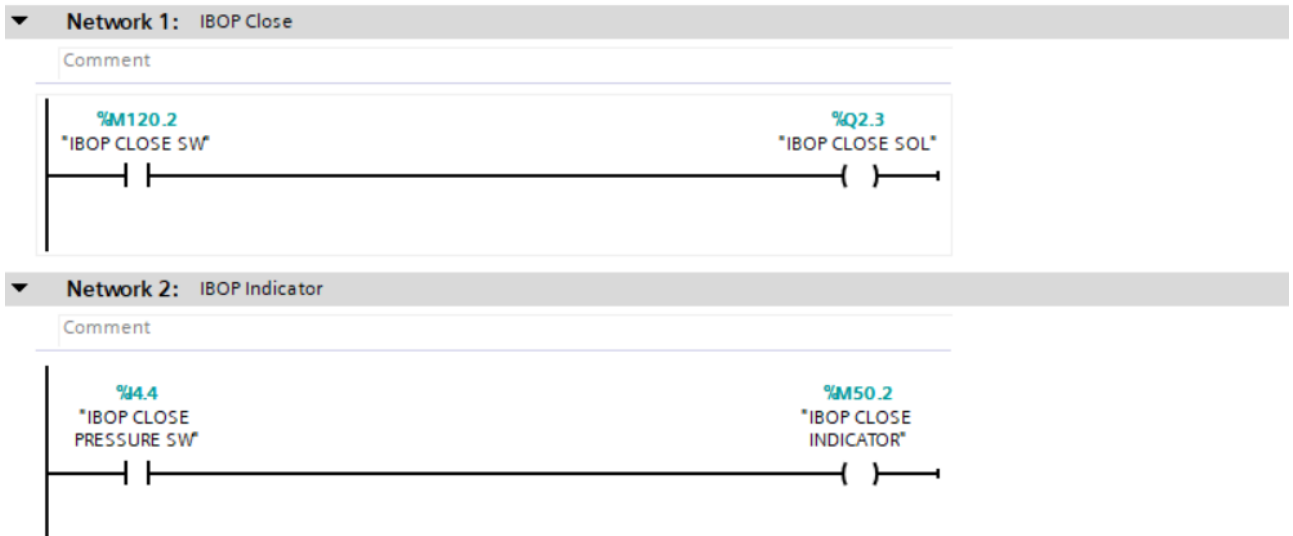 Network 1: IBOP Close
Comment
%M120.2
"IBOP CLOSE SW"
%Q2.3
"IBOP CLOSE SOL"
Network 2: IBOP Indicator
Comment
%I4.4
"IBOP CLOSE
PRESSURE SW"
%M50.2
"IBOP CLOSE
INDICATOR"